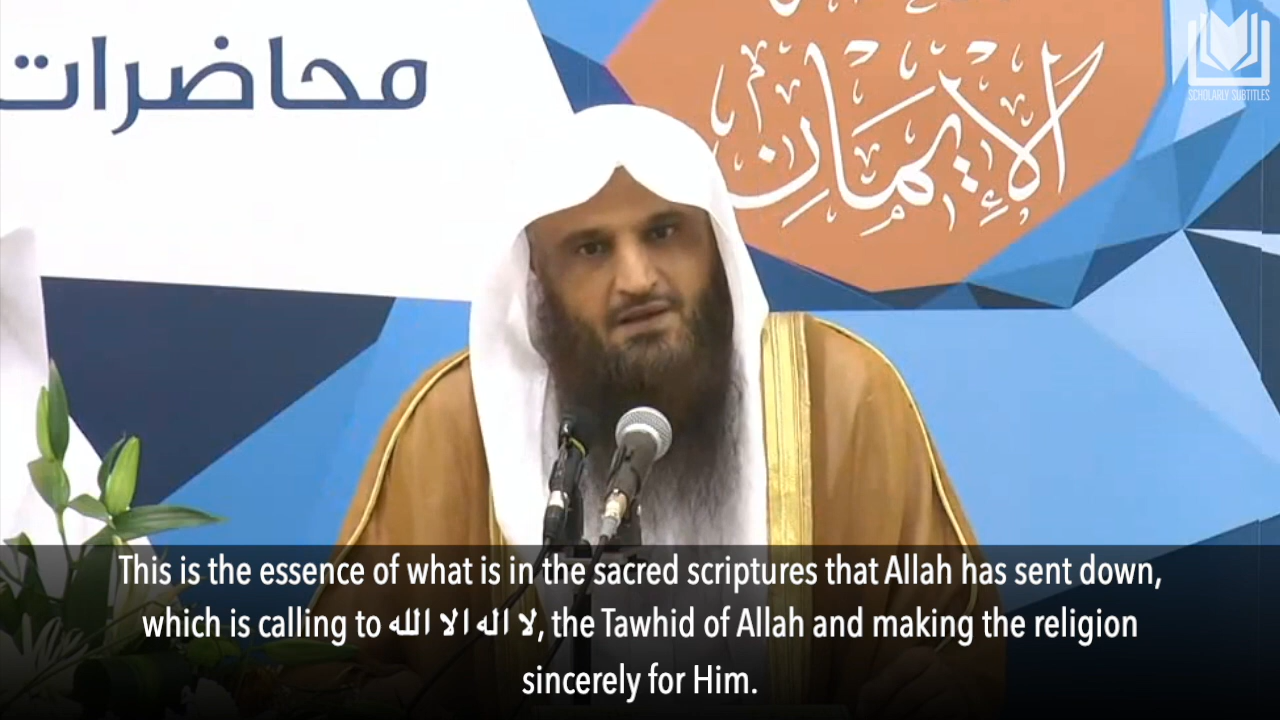 محاضرات
الإيمان
SCHOLARLY SUBTITLES
This is the essence of what is in the sacred scriptures that Allah has sent down,
which is calling to لا اله الا الله, the Tawhid of Allah and making the religion
sincerely for Him.